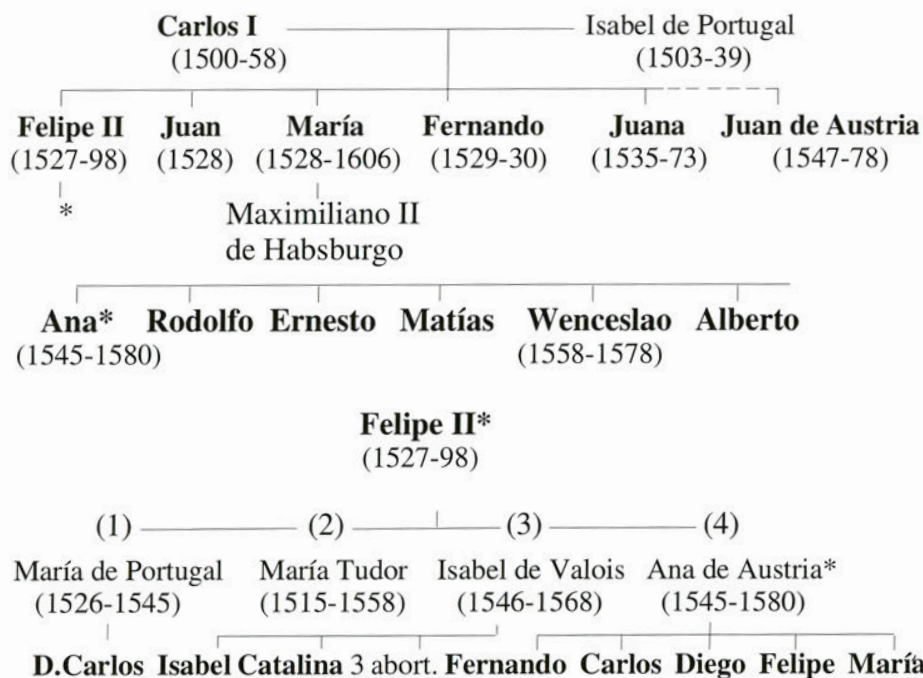 Carlos I Isabel de Portugal
(1500-58) (1503-39)
Felipe II Juan María Fernando Juana Juan de Austria
(1527-98) (1528) (1528-1606) (1529-30) (1535-73) (1547-78)
* Maximiliano II
de Habsburgo
Ana* Rodolfo Ernesto Matías Wenceslao Alberto
(1545-1580) (1558-1578)
Felipe II*
(1527-98)
(1) (2) (3) (4)
María de Portugal María Tudor Isabel de Valois Ana de Austria*
(1526-1545) (1515-1558) (1546-1568) (1545-1580)
D.Carlos Isabel Catalina 3 abort. Fernando Carlos Diego Felipe María